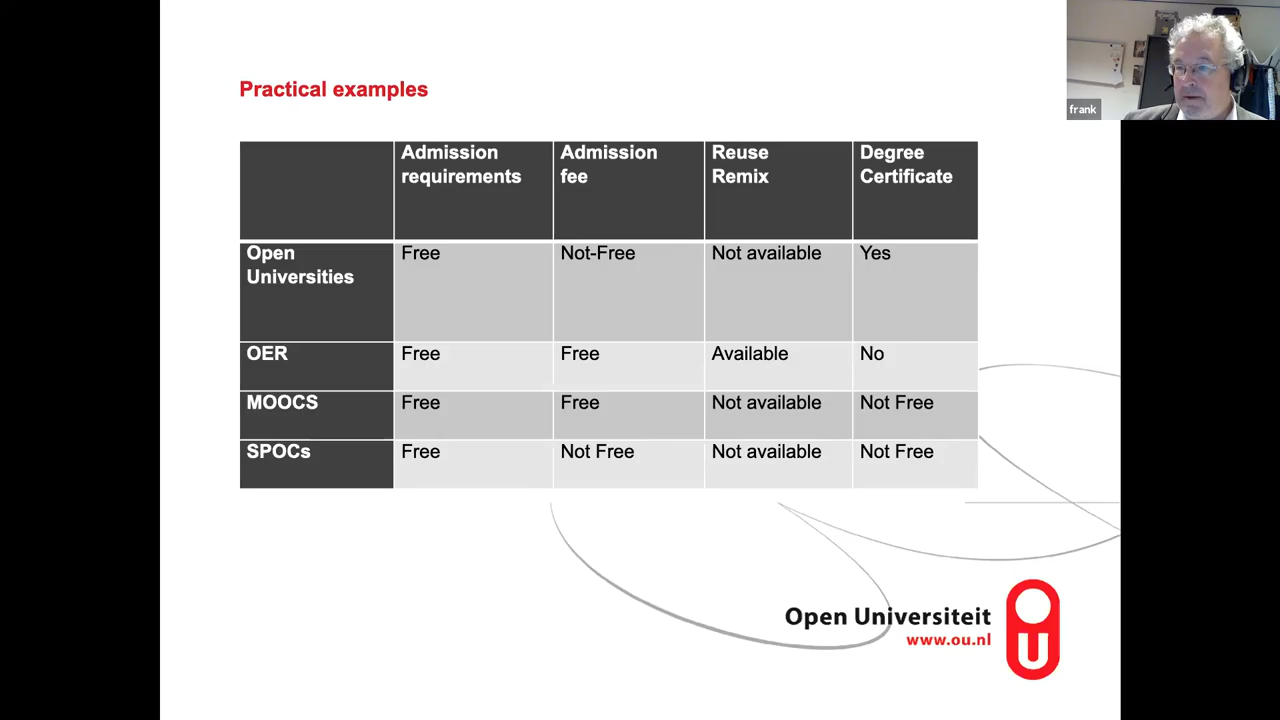 Practical examples
frank
Admission requirements
Admission fee
Reuse Remix
Degree Certificate
Open Universities
Free
Not-Free
Not available
Yes
OER
Free
Free
Available
No
MOOCS
Free
Free
Not available
Not Free
SPOCs
Free
Not Free
Not available
Not Free
Open Universiteit
www.ou.nl